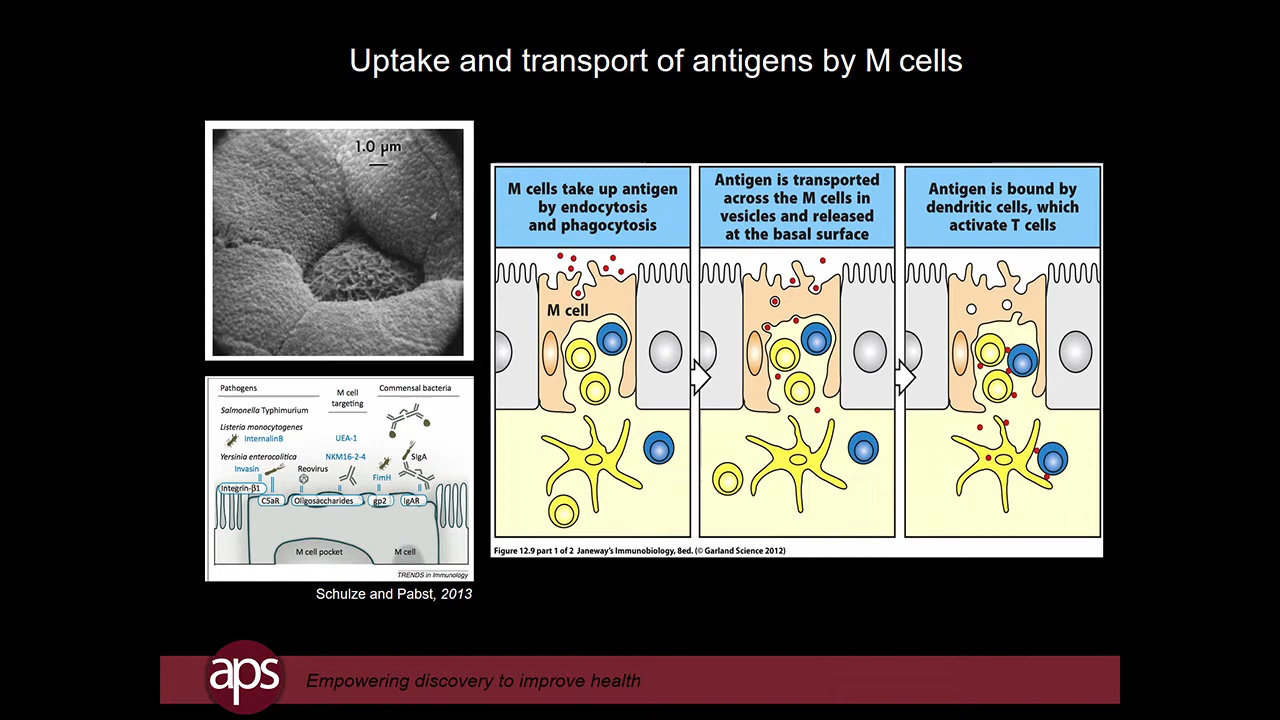 Uptake and transport of antigens by M cells
1.0 μm
Pathogens
M cell
targeting
Commensal bacteria
Salmonella Typhimurium
Listeria monocytogenes
InternalinB
UEA-1
Yersinia enterocolitica
NKM16-2-4
SIgA
Invasin
Reovirus
FimH
Integrin-β1
C5aR
Oligosaccharides
gp2
IgAR
M cell pocket
M cell
TRENDS in Immunology
Schulze and Pabst, 2013
M cells take up antigen
by endocytosis
and phagocytosis
M cell
Antigen is transported
across the M cells in
vesicles and released
at the basal surface
Antigen is bound by
dendritic cells, which
activate T cells
Figure 12.9 part 1 of 2 Janeway's Immunobiology, 8ed. (© Garland Science 2012)
aps
Empowering discovery to improve health